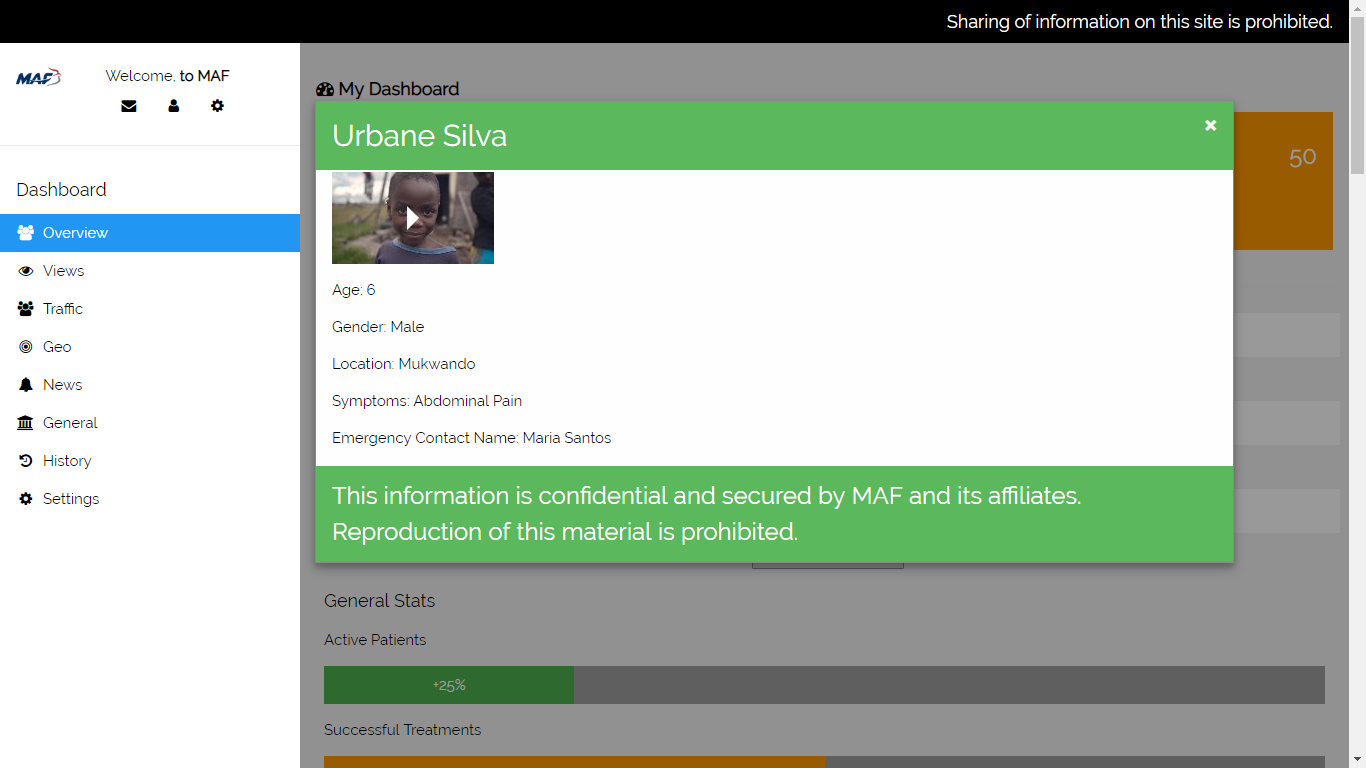 Sharing of information on this site is prohibited.
MAF
Welcome, to MAF
Dashboard
Overview
Views
Traffic
Geo
News
General
History
Settings
My Dashboard
50
Urbane Silva
×
Age: 6
Gender: Male
Location: Mukwando
Symptoms: Abdominal Pain
Emergency Contact Name: Maria Santos
This information is confidential and secured by MAF and its affiliates.
Reproduction of this material is prohibited.
General Stats
Active Patients
+25%
Successful Treatments